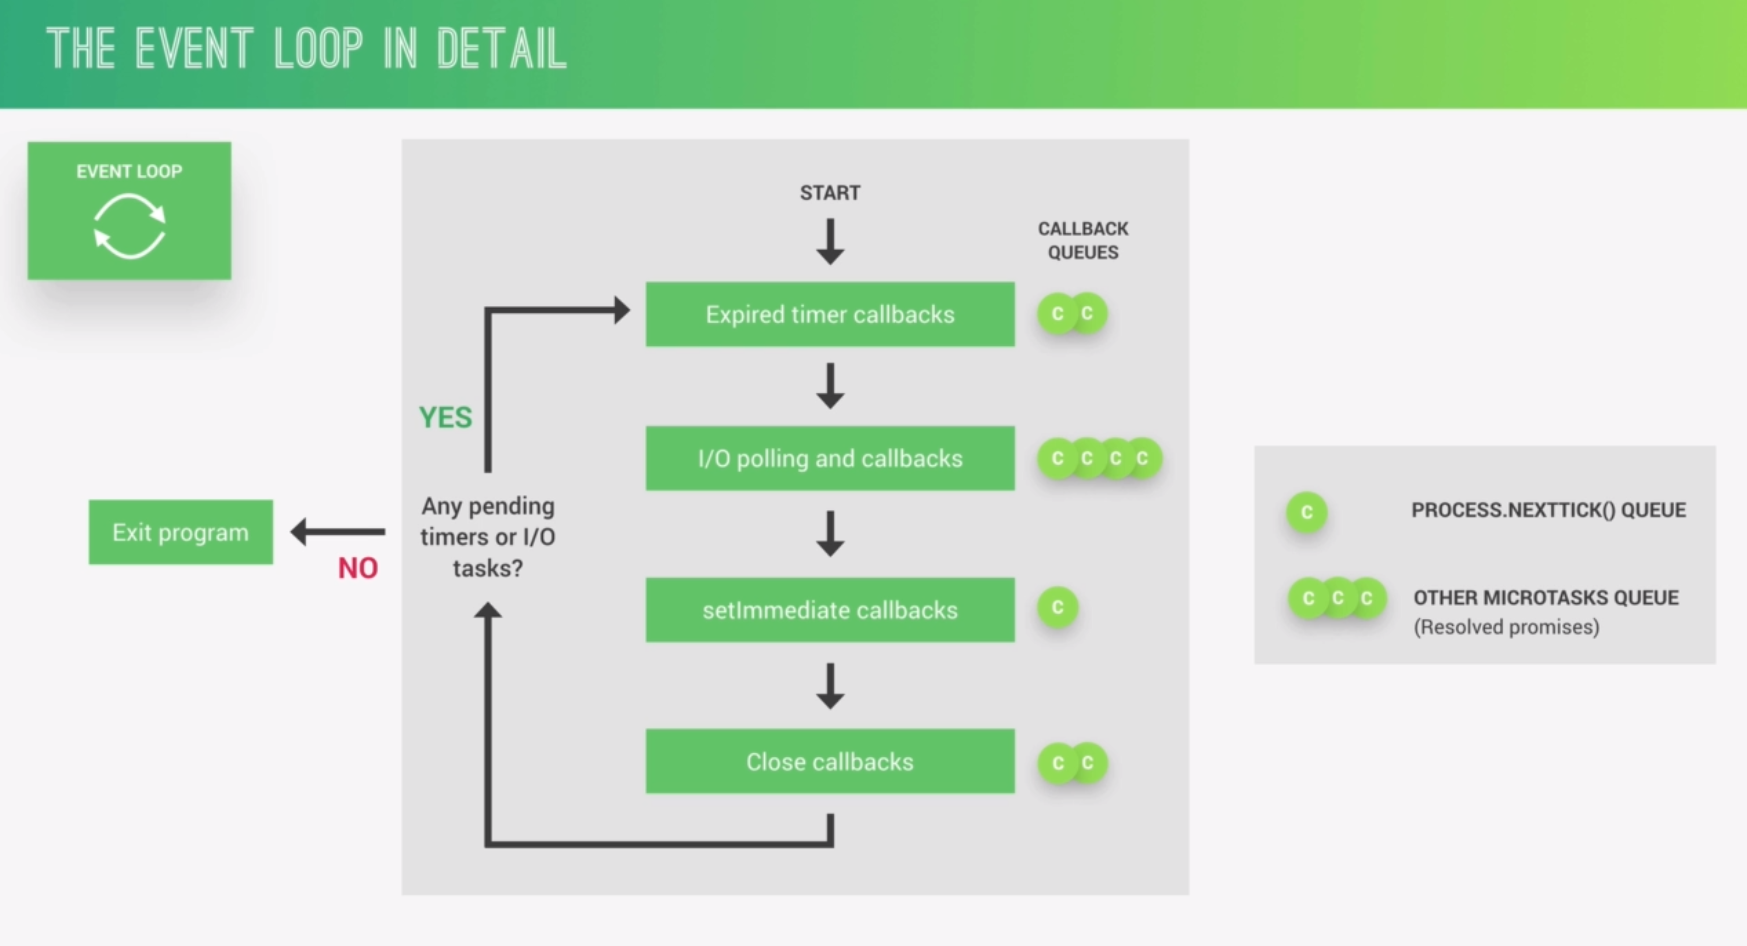 THE EVENT LOOP IN DETAIL
EVENT LOOP
START
CALLBACK
QUEUES
Expired timer callbacks
C C
YES
I/O polling and callbacks
C C C C
Any pending
timers or I/O
tasks?
Exit program
NO
setImmediate callbacks
C
Close callbacks
C C
C
PROCESS.NEXTTICK() QUEUE
C C C
OTHER MICROTASKS QUEUE
(Resolved promises)